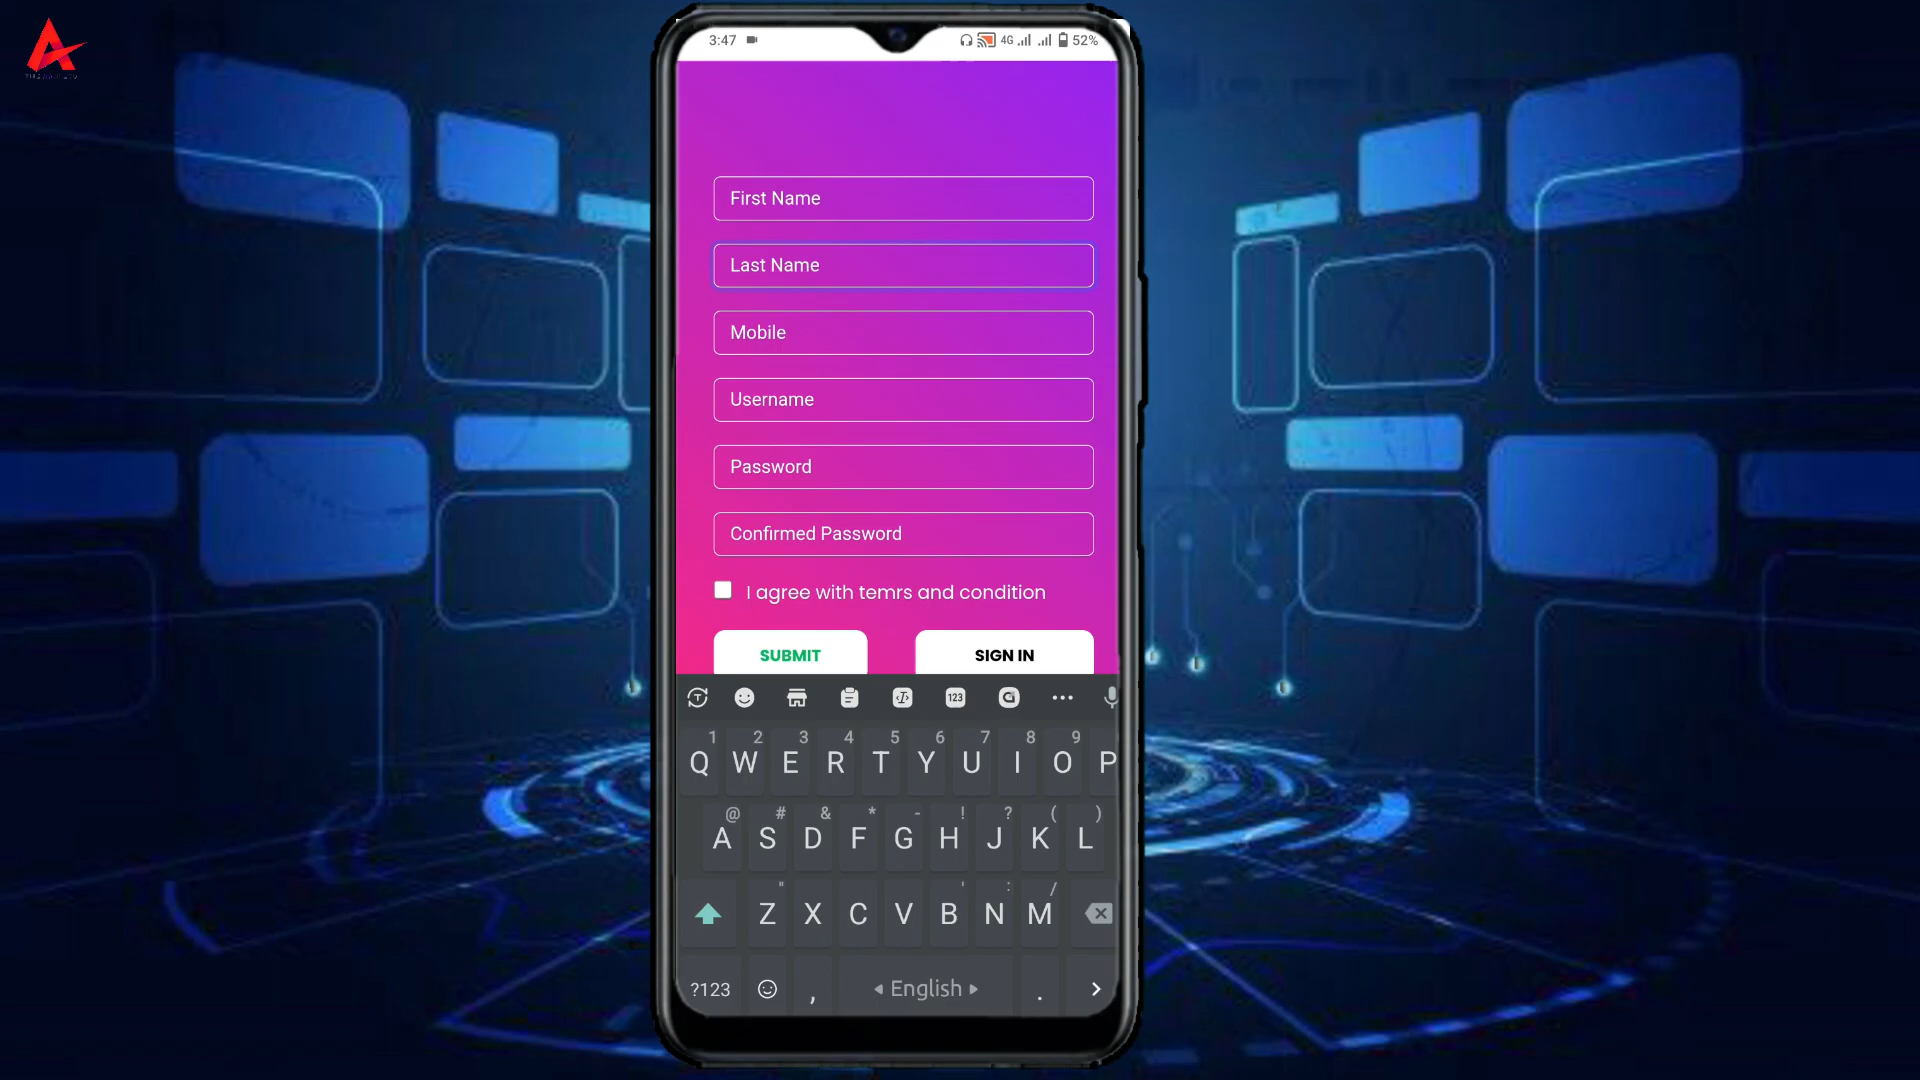 3:47 4G 52%
First Name
Last Name
Mobile
Username
Password
Confirmed Password
I agree with temrs and condition
SUBMIT SIGN IN
123 G
1 2 3 4 5 6 7 8 9
Q W E R T Y U I O P
@ # & * - ! ? ( )
A S D F G H J K L
" ' : /
Z X C V B N M
?123 , English .